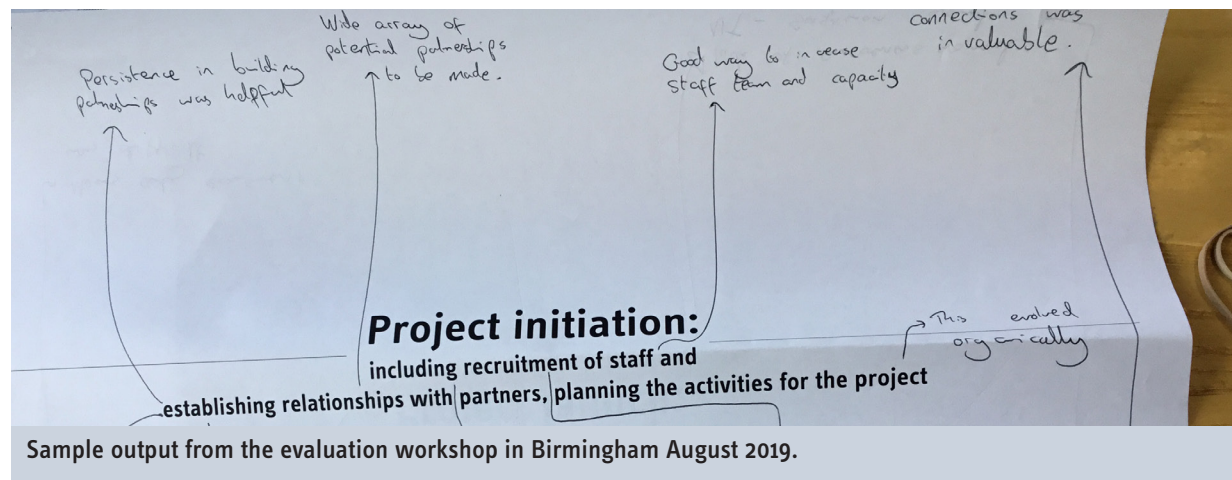 Wide array of
potential partnerships
to be made.
Persistence in building
partnerships was helpful
Good way to increase
staff team and capacity
connections was
invaluable.
Project initiation:
including recruitment of staff and
establishing relationships with partners, planning the activities for the project
This evolved
organically
Sample output from the evaluation workshop in Birmingham August 2019.